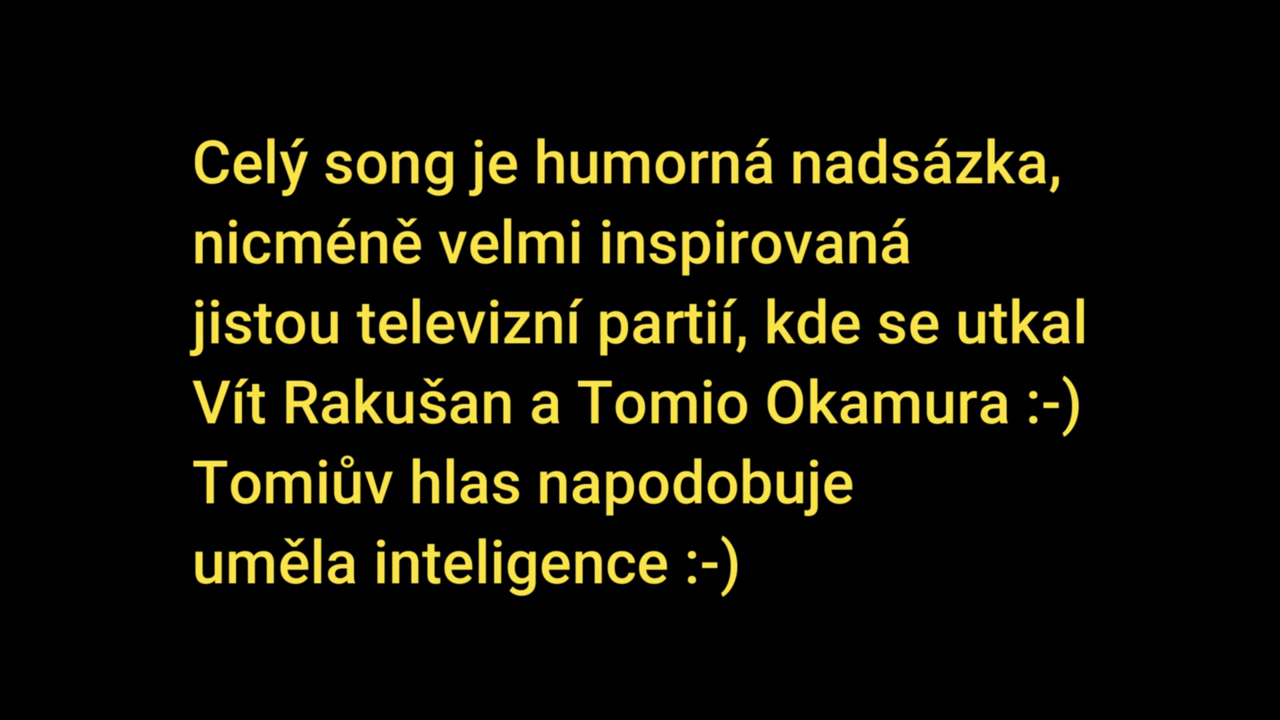 Celý song je humorná nadsázka,
nicméně velmi inspirovaná
jistou televizní partií, kde se utkal
Vít Rakušan a Tomio Okamura :-)
Tomiův hlas napodobuje
uměla inteligence :-)